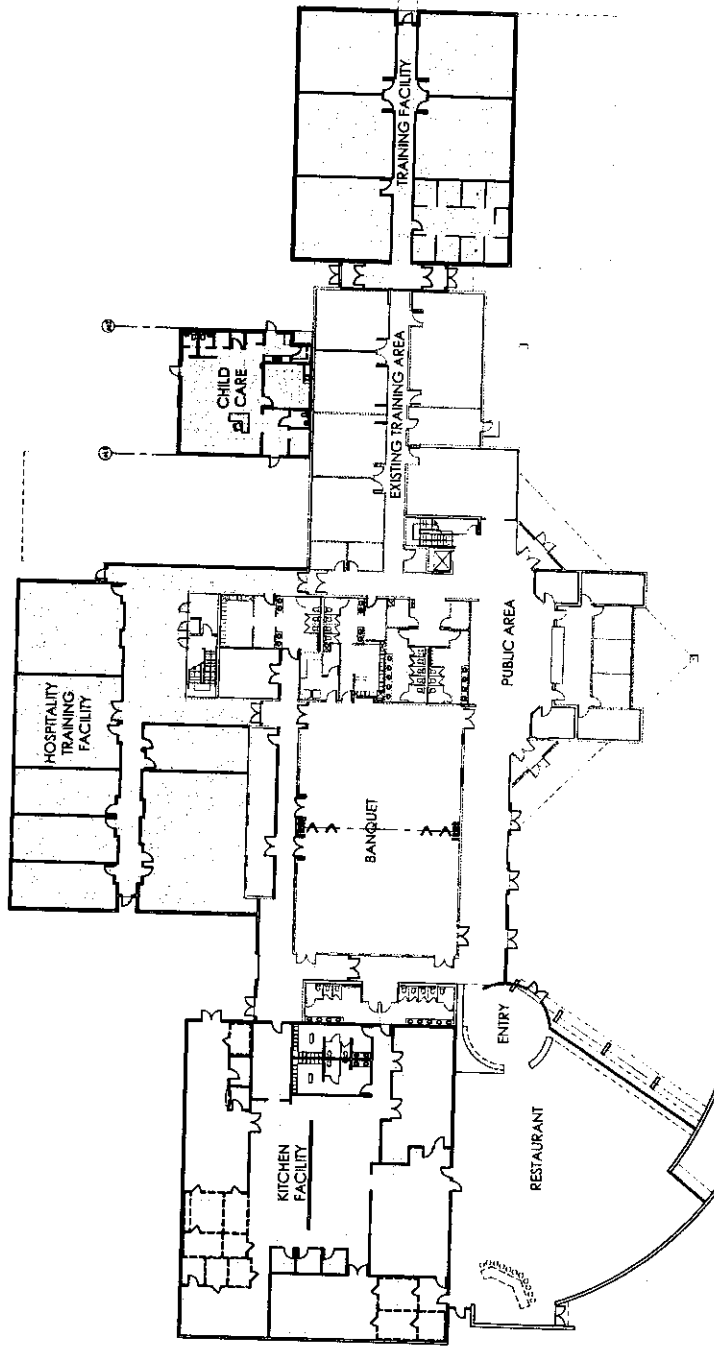 TRAINING FACILITY
CHILD
CARE
EXISTING TRAINING AREA
HOSPITALITY
TRAINING
FACILITY
PUBLIC AREA
BANQUET
ENTRY
KITCHEN
FACILITY
RESTAURANT